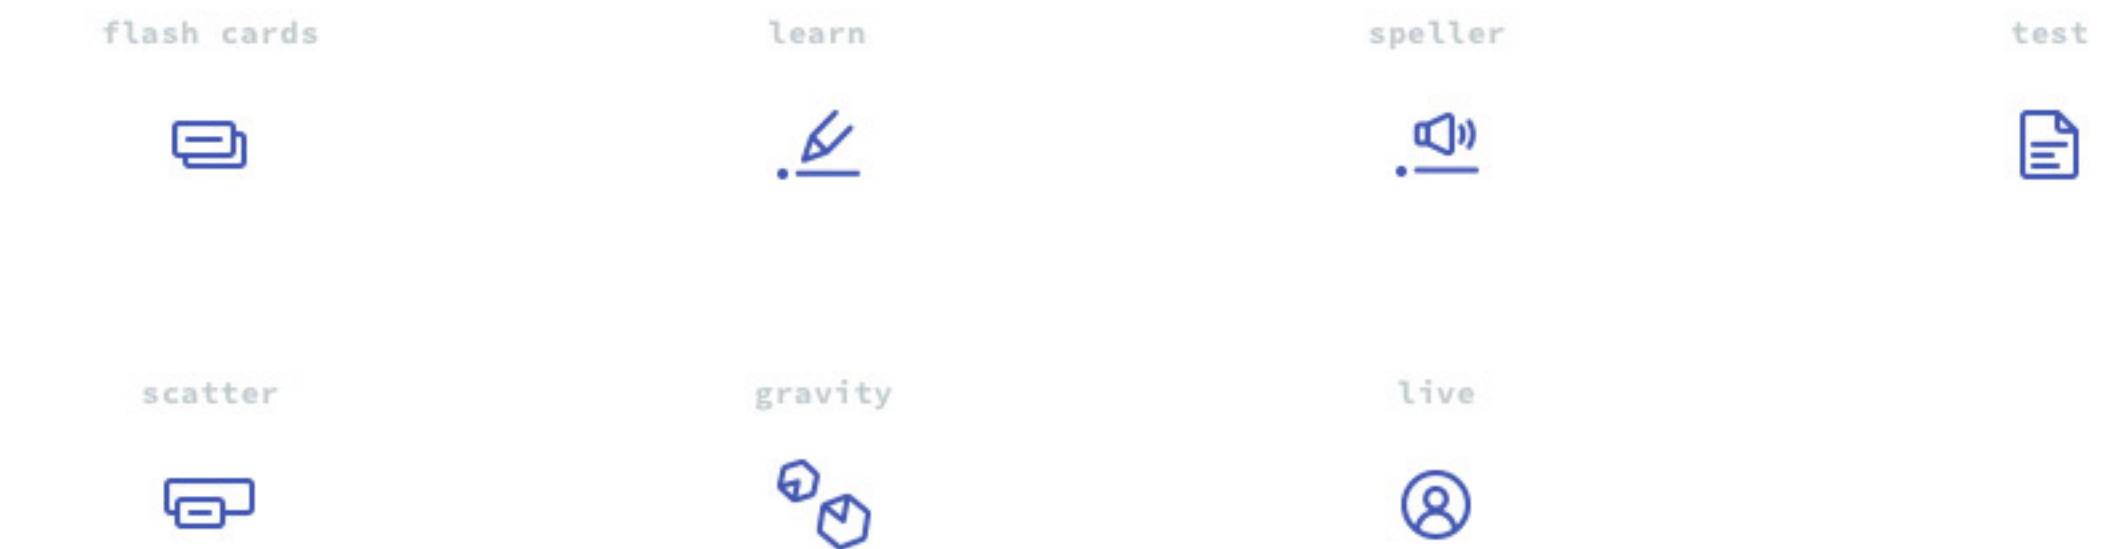 flash cards
learn
speller
test
scatter
gravity
live